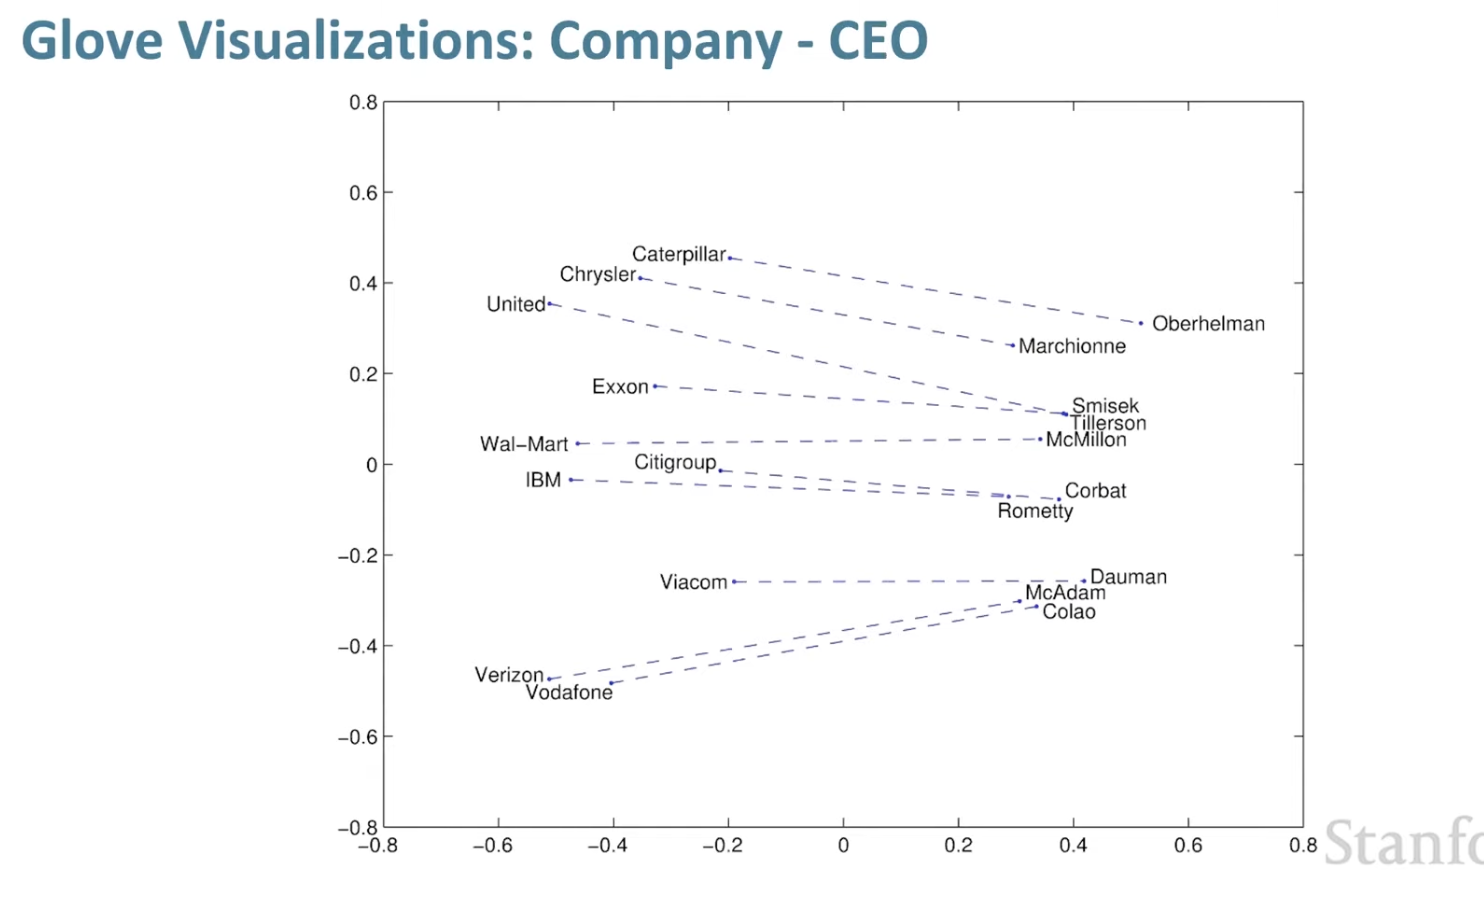 Glove Visualizations: Company - CEO
0.8
0.6
0.4
0.2
0
−0.2
−0.4
−0.6
−0.8
Caterpillar
Chrysler
United
Oberhelman
Marchionne
Exxon
Smisek
Tillerson
Wal−Mart
McMillon
Citigroup
IBM
Corbat
Rometty
Viacom
Dauman
McAdam
Colao
Verizon
Vodafone
−0.8 −0.6 −0.4 −0.2 0 0.2 0.4 0.6 0.8
Stanfo